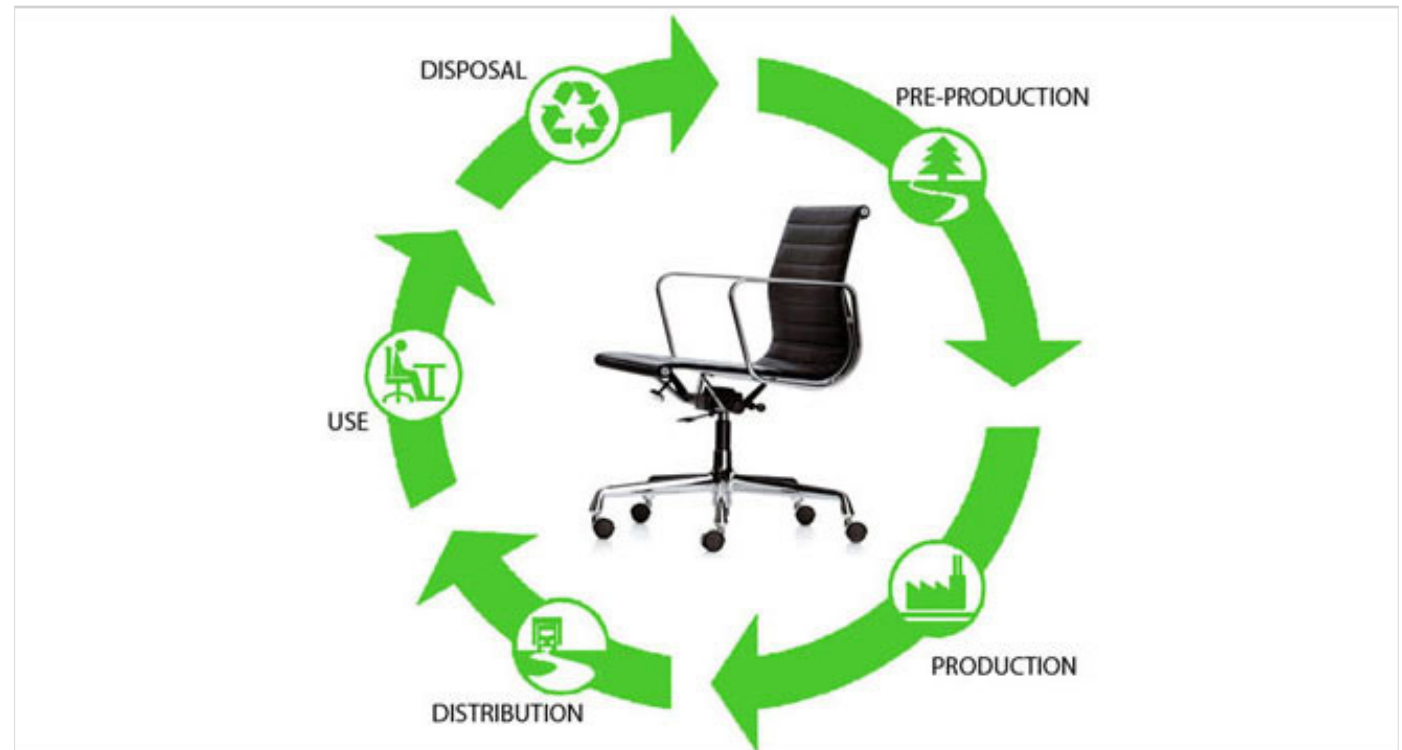 DISPOSAL
PRE-PRODUCTION
USE
PRODUCTION
DISTRIBUTION